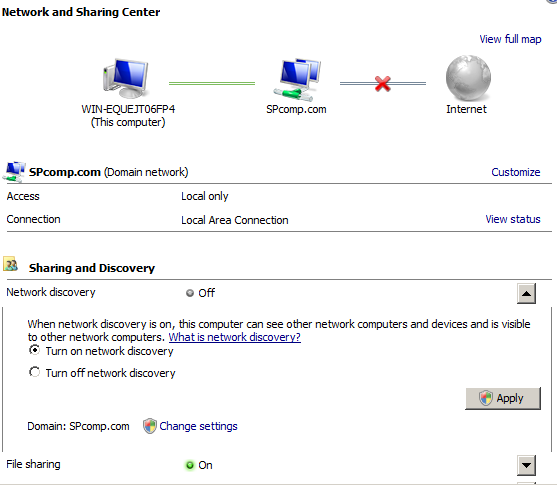 Network and Sharing Center
View full map
WIN-EQUEJT06FP4
(This computer)
SPcomp.com
Internet
SPcomp.com (Domain network)
Customize
Access
Local only
Connection
Local Area Connection
View status
Sharing and Discovery
Network discovery
Off
When network discovery is on, this computer can see other network computers and devices and is visible
to other network computers. What is network discovery?
Turn on network discovery
Turn off network discovery
Apply
Domain: SPcomp.com
Change settings
File sharing
On